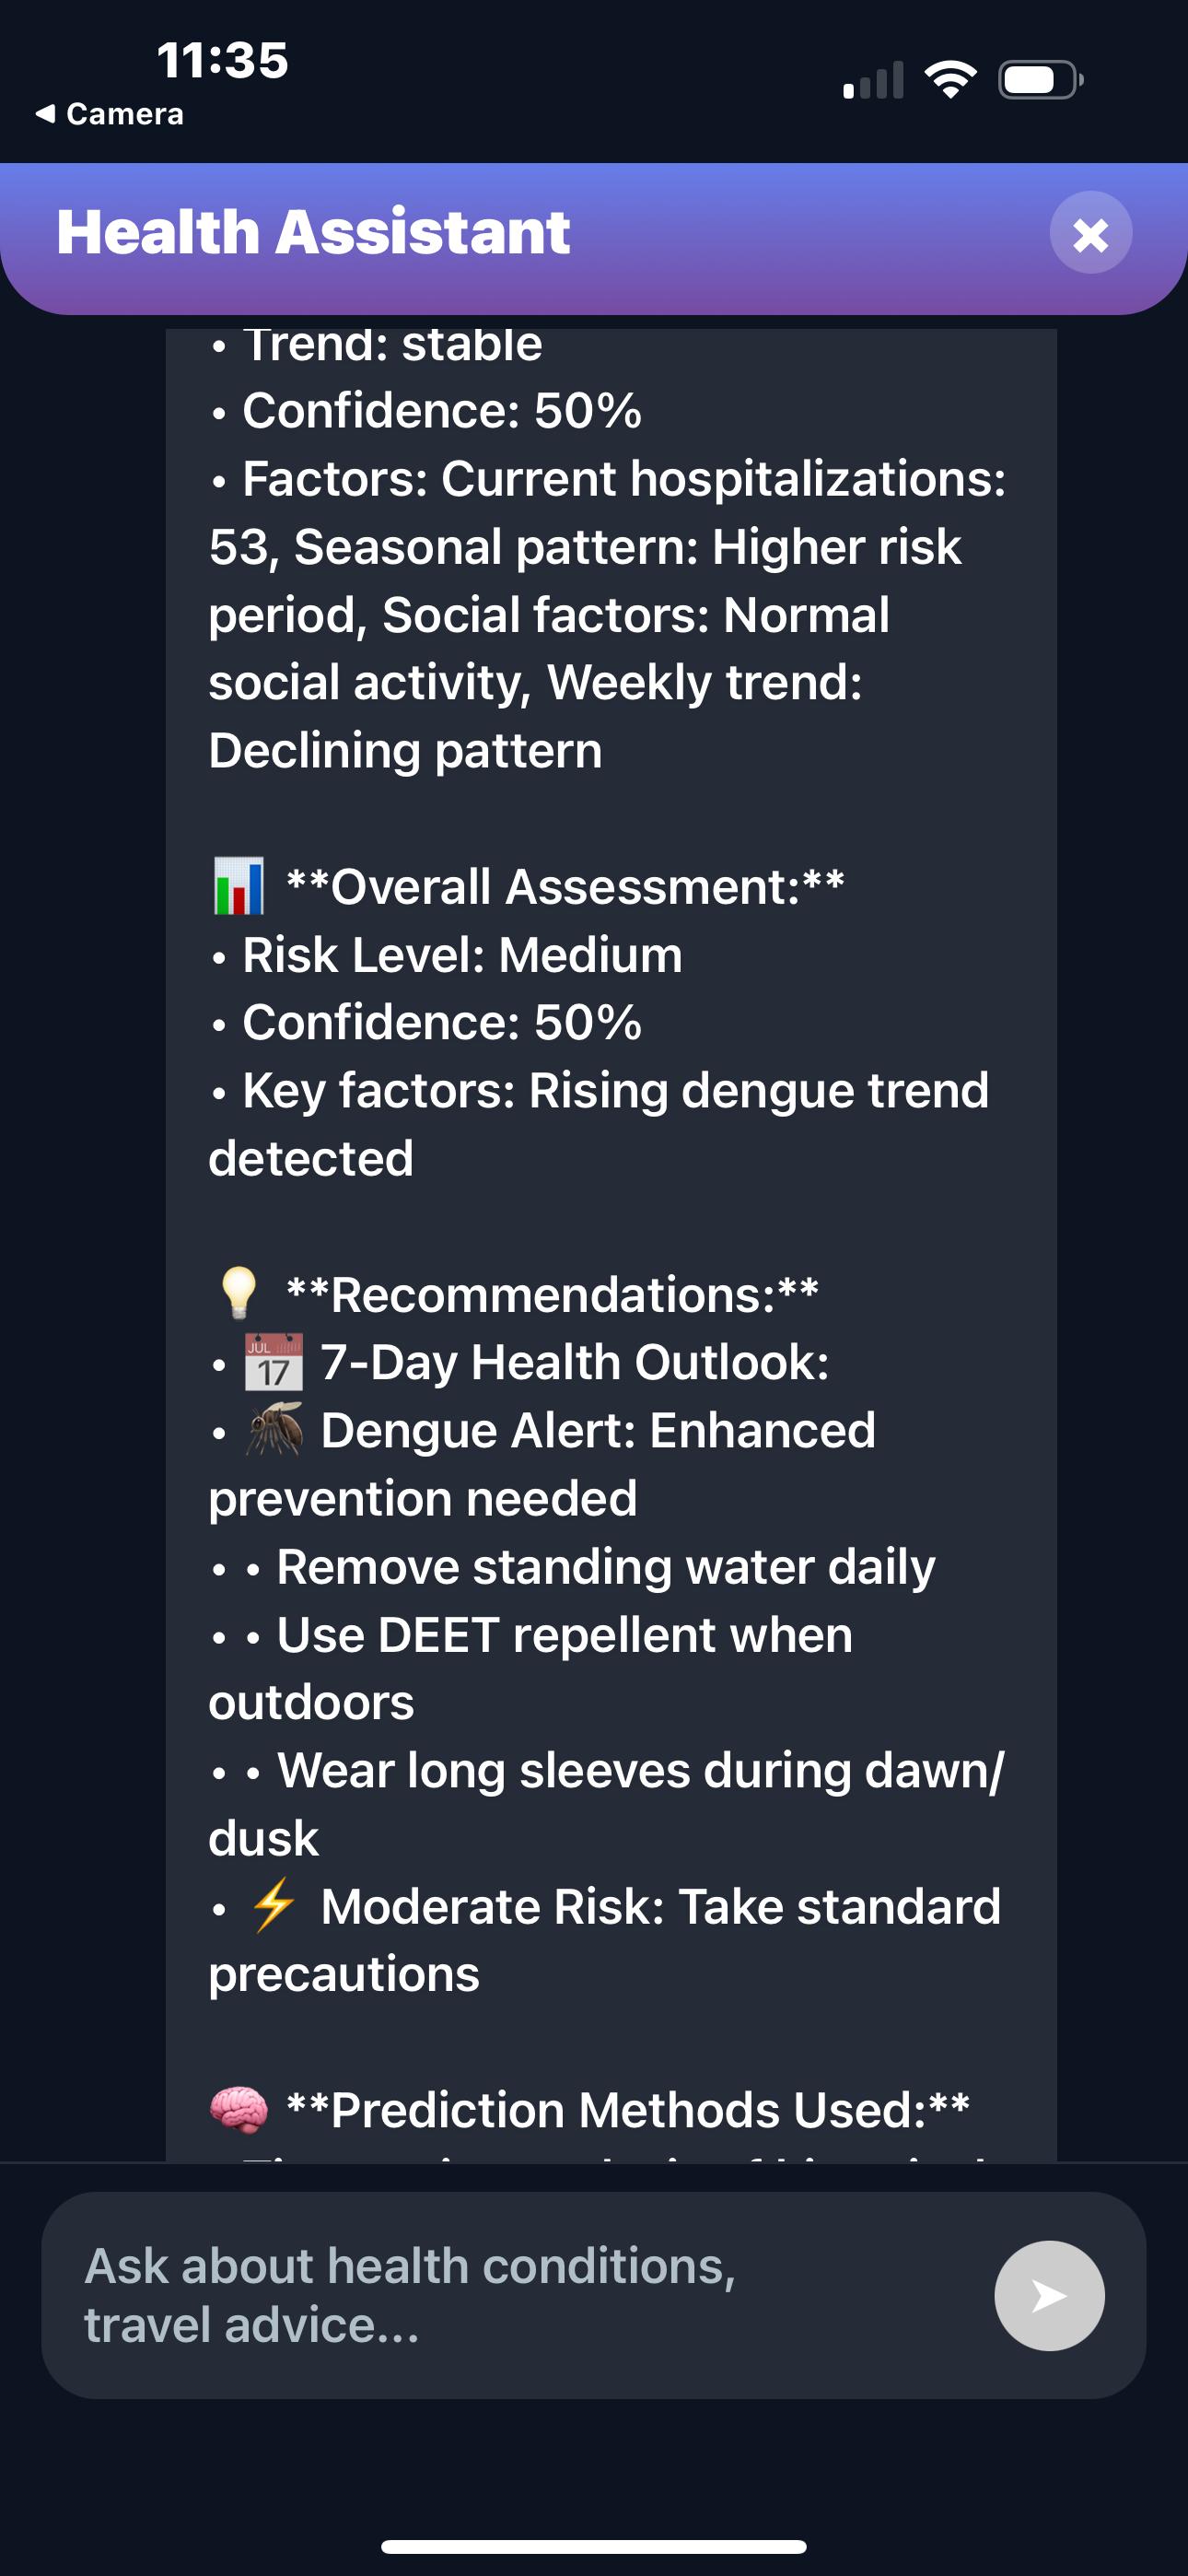 11:35
◀ Camera
Health Assistant
• Trend: stable
• Confidence: 50%
• Factors: Current hospitalizations:
53, Seasonal pattern: Higher risk
period, Social factors: Normal
social activity, Weekly trend:
Declining pattern
📊 **Overall Assessment:**
• Risk Level: Medium
• Confidence: 50%
• Key factors: Rising dengue trend
detected
💡 **Recommendations:**
• 📅 7-Day Health Outlook:
• 🦟 Dengue Alert: Enhanced
prevention needed
• • Remove standing water daily
• • Use DEET repellent when
outdoors
• • Wear long sleeves during dawn/
dusk
• ⚡ Moderate Risk: Take standard
precautions
🧠 **Prediction Methods Used:**
Ask about health conditions,
travel advice...